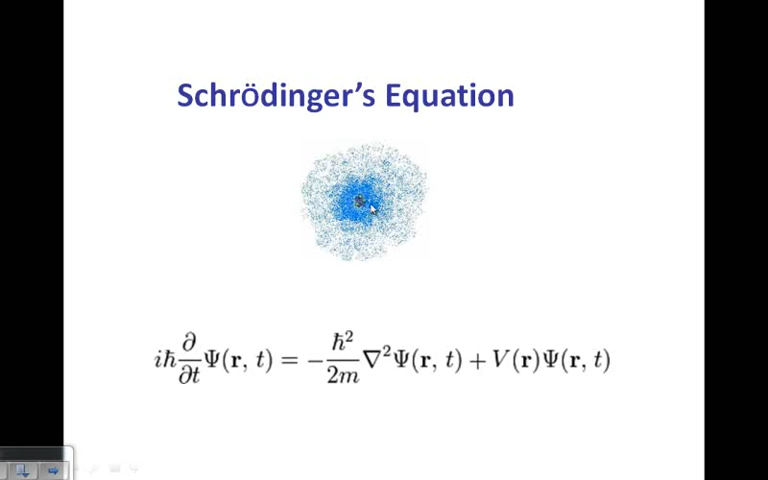 Schrödinger's Equation
iħ ∂/∂t Ψ(r, t) = − ħ²/2m ∇²Ψ(r, t) + V(r)Ψ(r, t)